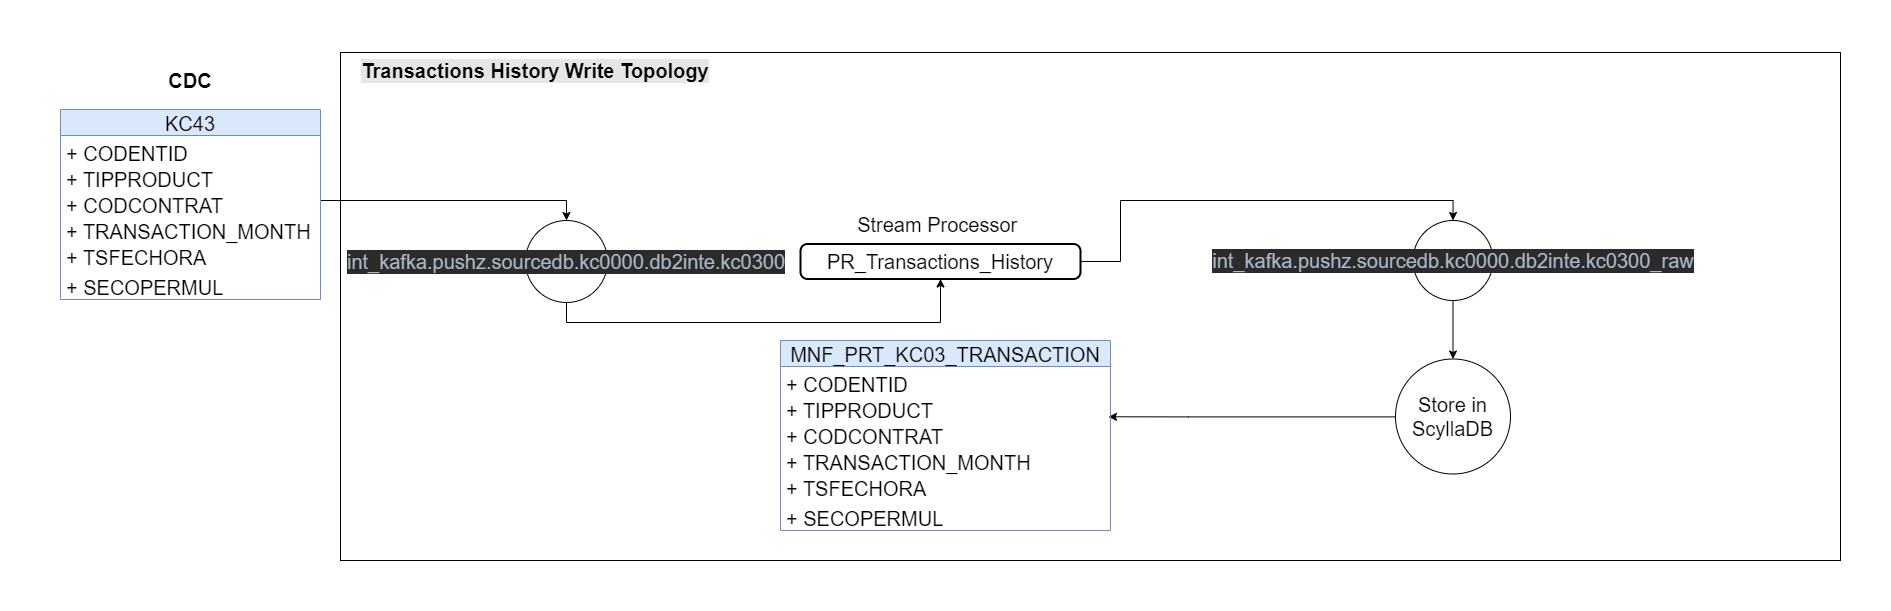 CDC
KC43
+ CODENTID
+ TIPPRODUCT
+ CODCONTRAT
+ TRANSACTION_MONTH
+ TSFECHORA
+ SECOPERMUL
Transactions History Write Topology
int_kafka.pushz.sourcedb.kc0000.db2inte.kc0300
Stream Processor
PR_Transactions_History
int_kafka.pushz.sourcedb.kc0000.db2inte.kc0300_raw
Store in
ScyllaDB
MNF_PRT_KC03_TRANSACTION
+ CODENTID
+ TIPPRODUCT
+ CODCONTRAT
+ TRANSACTION_MONTH
+ TSFECHORA
+ SECOPERMUL